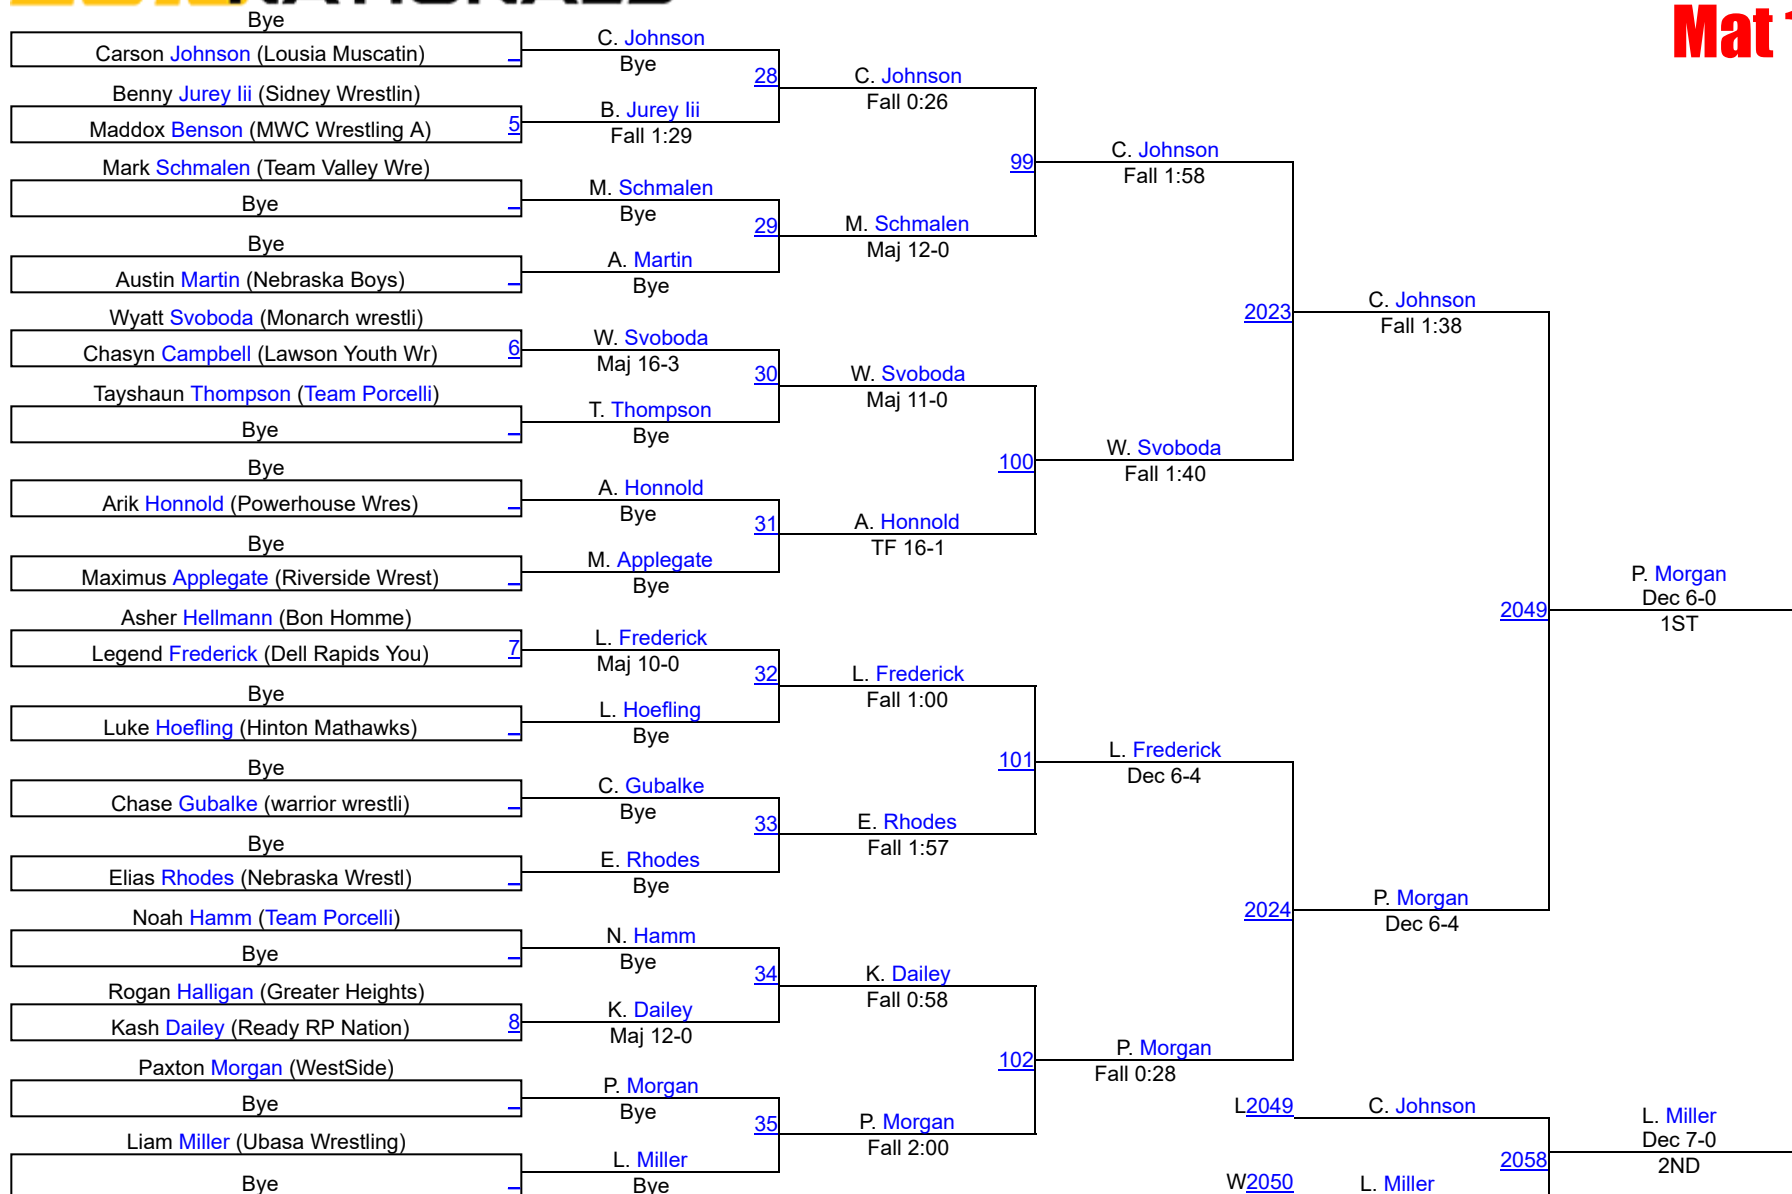 NATIONALS
Mat
Bye
Carson Johnson (Lousia Muscatin)
Benny Jurey Iii (Sidney Wrestlin)
Maddox Benson (MWC Wrestling A) 5
Mark Schmalen (Team Valley Wre)
Bye
Bye
Austin Martin (Nebraska Boys)
Wyatt Svoboda (Monarch wrestli)
Chasyn Campbell (Lawson Youth Wr) 6
Tayshaun Thompson (Team Porcelli)
Bye
Bye
Arik Honnold (Powerhouse Wres)
Bye
Maximus Applegate (Riverside Wrest)
Asher Hellmann (Bon Homme)
Legend Frederick (Dell Rapids You) 7
Bye
Luke Hoefling (Hinton Mathawks)
Bye
Chase Gubalke (warrior wrestli)
Bye
Elias Rhodes (Nebraska Wrestl)
Noah Hamm (Team Porcelli)
Bye
Rogan Halligan (Greater Heights)
Kash Dailey (Ready RP Nation) 8
Paxton Morgan (WestSide)
Bye
Liam Miller (Ubasa Wrestling)
Bye
C. Johnson
Bye
28
B. Jurey Iii
Fall 1:29
M. Schmalen
Bye
29
A. Martin
Bye
W. Svoboda
Maj 16-3
30
T. Thompson
Bye
A. Honnold
Bye
31
M. Applegate
Bye
L. Frederick
Maj 10-0
32
L. Hoefling
Bye
C. Gubalke
Bye
33
E. Rhodes
Bye
N. Hamm
Bye
34
K. Dailey
Maj 12-0
P. Morgan
Bye
35
L. Miller
Bye
C. Johnson
Fall 0:26
99
M. Schmalen
Maj 12-0
W. Svoboda
Maj 11-0
100
A. Honnold
TF 16-1
L. Frederick
Fall 1:00
101
E. Rhodes
Fall 1:57
K. Dailey
Fall 0:58
102
P. Morgan
Fall 2:00
C. Johnson
Fall 1:58
2023
W. Svoboda
Fall 1:40
L. Frederick
Dec 6-4
2024
P. Morgan
Fall 0:28
C. Johnson
Fall 1:38
2049
P. Morgan
Dec 6-4
P. Morgan
Dec 6-0
1ST
L2049 C. Johnson
2058
W2050 L. Miller
L. Miller
Dec 7-0
2ND